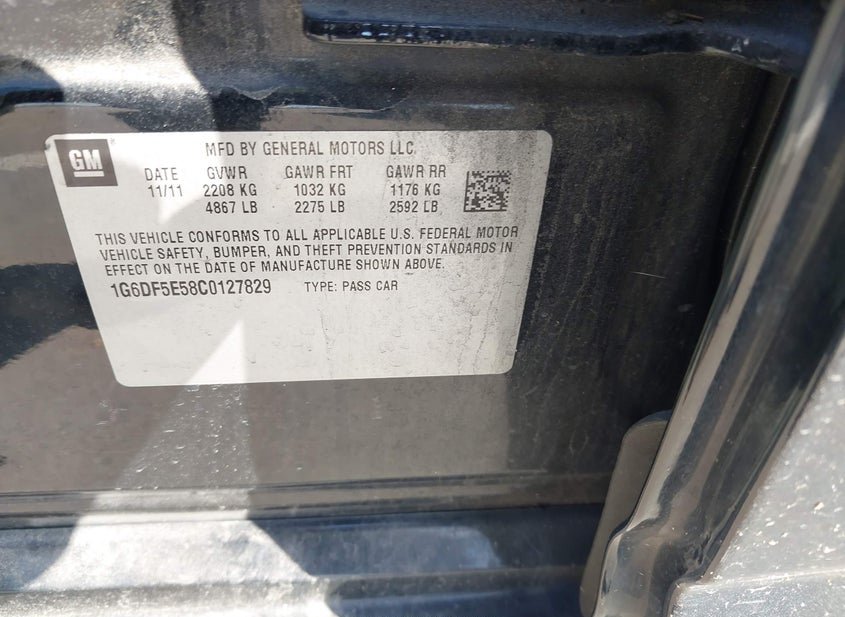 GM
MFD BY GENERAL MOTORS LLC.
DATE GVWR GAWR FRT GAWR RR
11/11 2208 KG 1032 KG 1176 KG
4867 LB 2275 LB 2592 LB
THIS VEHICLE CONFORMS TO ALL APPLICABLE U.S. FEDERAL MOTOR
VEHICLE SAFETY, BUMPER, AND THEFT PREVENTION STANDARDS IN
EFFECT ON THE DATE OF MANUFACTURE SHOWN ABOVE.
1G6DF5E58C0127829 TYPE: PASS CAR